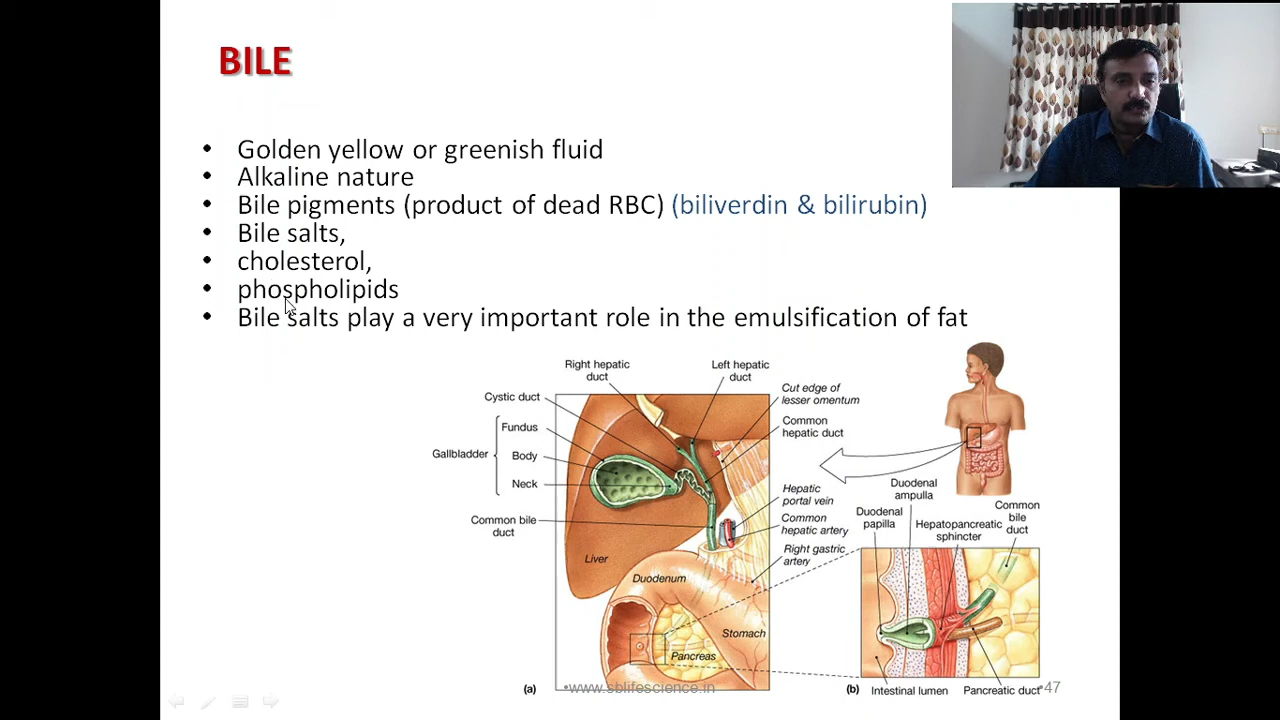 BILE
• Golden yellow or greenish fluid
• Alkaline nature
• Bile pigments (product of dead RBC) (biliverdin & bilirubin)
• Bile salts,
• cholesterol,
• phospholipids
• Bile salts play a very important role in the emulsification of fat
Right hepatic
duct
Left hepatic
duct
Cut edge of
lesser omentum
Cystic duct
Common
hepatic duct
Fundus
Gallbladder
Body
Neck
Hepatic
portal vein
Common bile
duct
Common
hepatic artery
Right gastric
artery
Liver
Duodenum
Stomach
Pancreas
(a)
Duodenal
ampulla
Duodenal
papilla
Hepatopancreatic
sphincter
Common
bile
duct
(b)
Intestinal lumen
Pancreatic duct
•www.sblifescience.in
•47